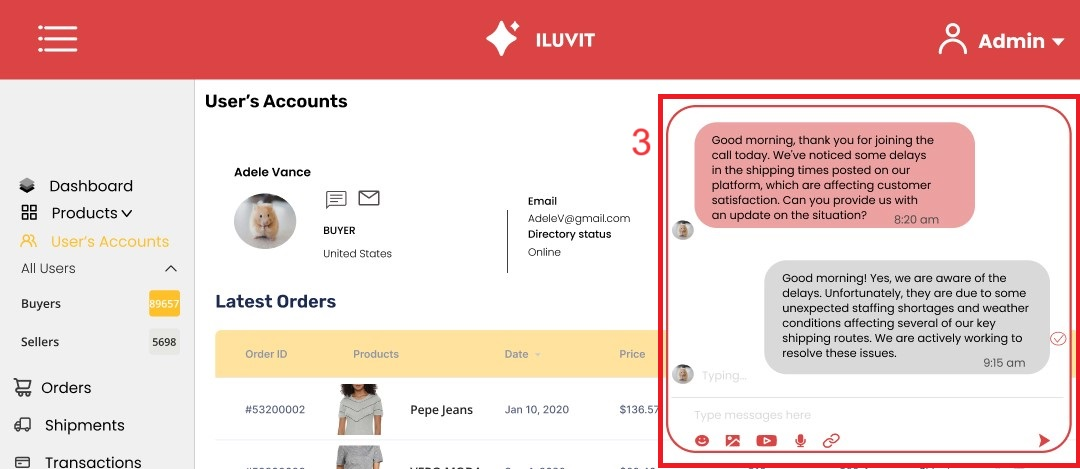 ILUVIT
Admin
User's Accounts
3
Adele Vance
BUYER
United States
Email
AdeleV@gmail.com
Directory status
Online
Dashboard
Products
User's Accounts
All Users
Buyers 89657
Sellers 5698
Orders
Shipments
Transactions
Latest Orders
Order ID Products Date Price
#53200002 Pepe Jeans Jan 10, 2020 $136.57
Good morning, thank you for joining the
call today. We've noticed some delays
in the shipping times posted on our
platform, which are affecting customer
satisfaction. Can you provide us with
an update on the situation? 8:20 am
Good morning! Yes, we are aware of the
delays. Unfortunately, they are due to some
unexpected staffing shortages and weather
conditions affecting several of our key
shipping routes. We are actively working to
resolve these issues.
9:15 am
Typing...
Type messages here